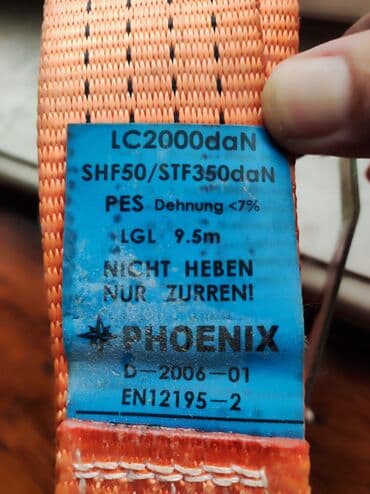 LC2000daN
SHF50/STF350daN
PES Dehnung <7%
LGL 9.5m
NICHT HEBEN
NUR ZURREN!
PHOENIX
D-2006-01
EN12195-2